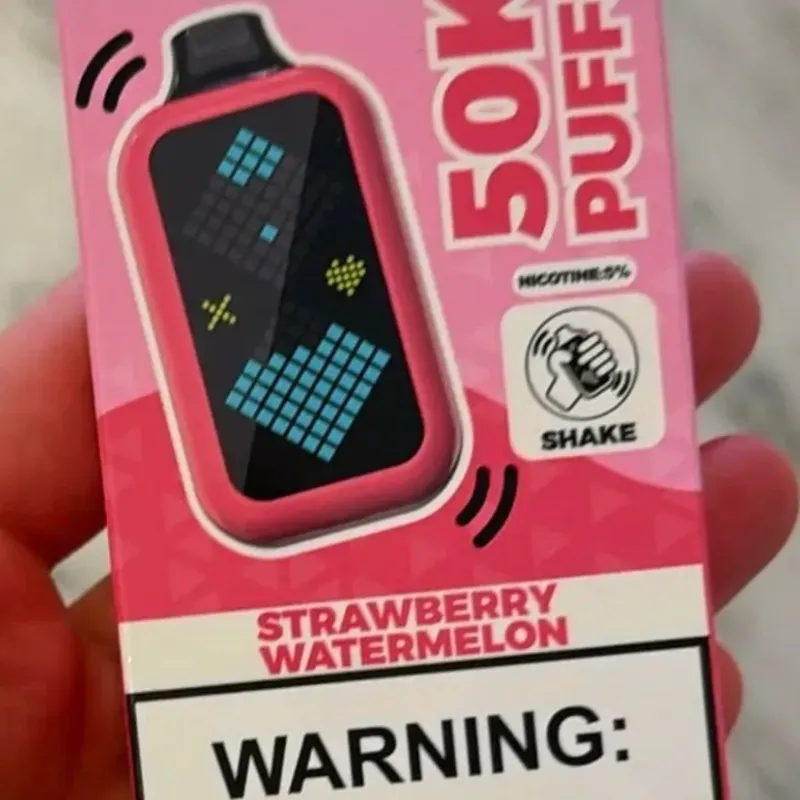 50K
PUFF
NICOTINE:5%
SHAKE
STRAWBERRY
WATERMELON
WARNING: